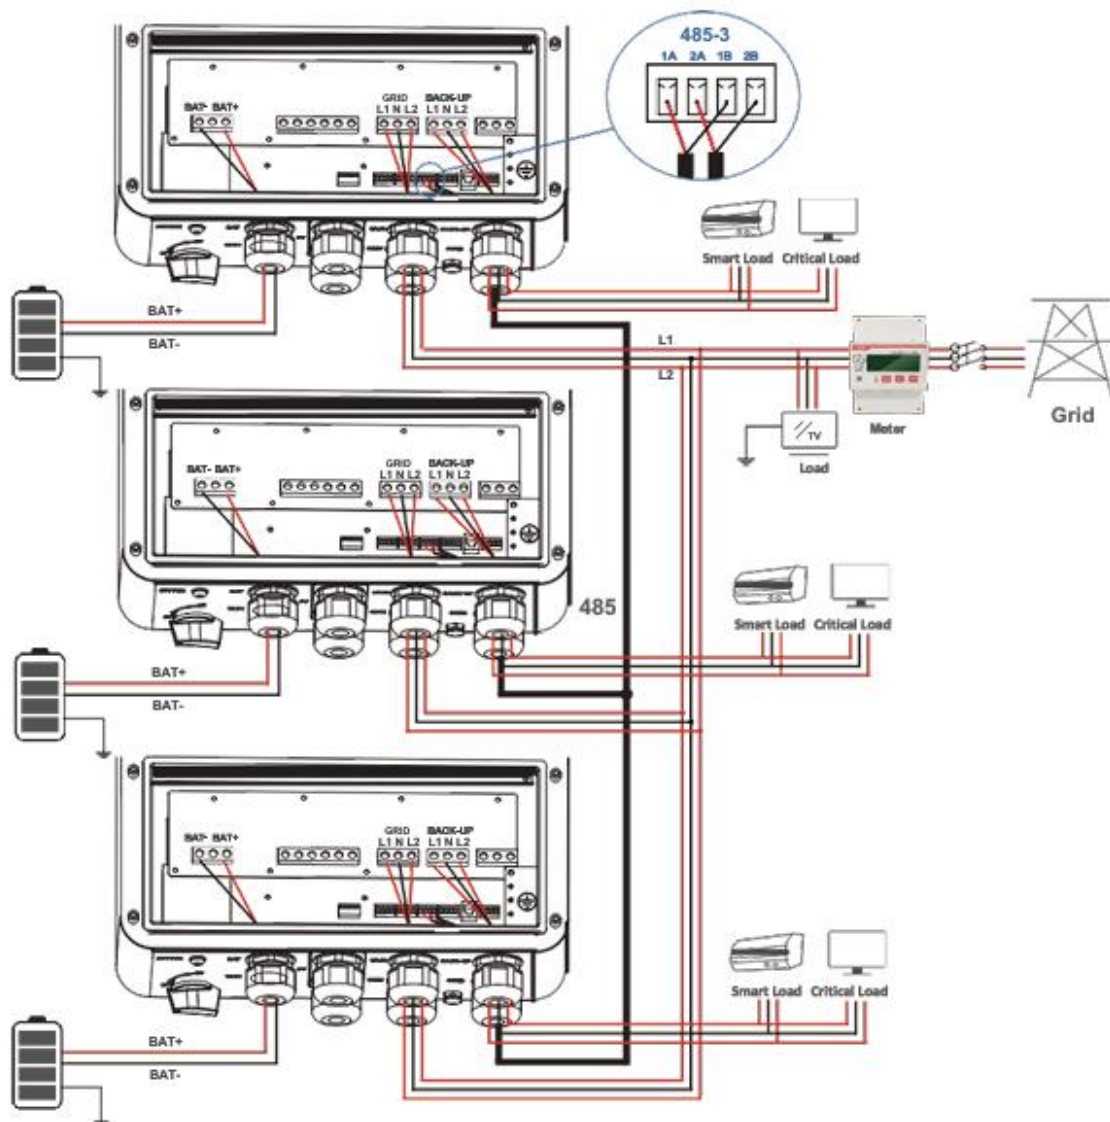 485-3
1A 2A 1B 2B
GRID BACK-UP
BAT- BAT+ L1 N L2 L1 N L2
Smart Load Critical Load
BAT+
BAT-
L1
L2
Meter
Grid
TV
Load
GRID BACK-UP
BAT- BAT+ L1 N L2 L1 N L2
485
Smart Load Critical Load
BAT+
BAT-
GRID BACK-UP
BAT- BAT+ L1 N L2 L1 N L2
Smart Load Critical Load
BAT+
BAT-